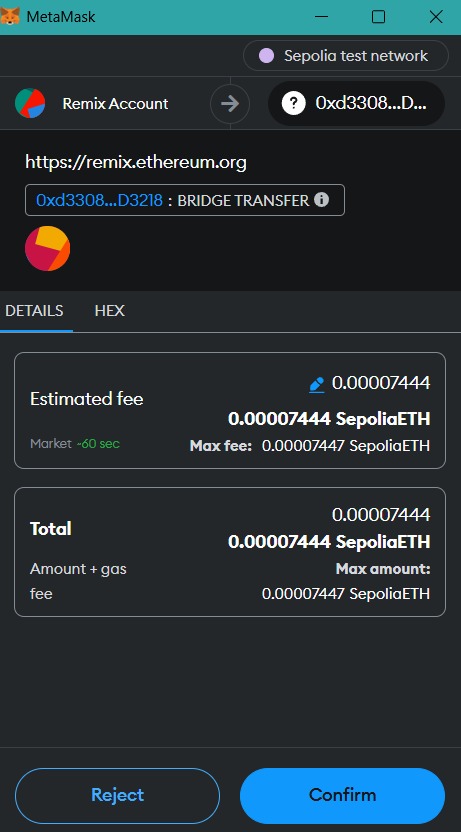 MetaMask
Sepolia test network
Remix Account
? 0xd3308...D...
https://remix.ethereum.org
0xd3308...D3218 : BRIDGE TRANSFER
DETAILS HEX
0.00007444
Estimated fee
0.00007444 SepoliaETH
Market ~60 sec Max fee: 0.00007447 SepoliaETH
0.00007444
Total 0.00007444 SepoliaETH
Amount + gas Max amount:
fee 0.00007447 SepoliaETH
Reject Confirm